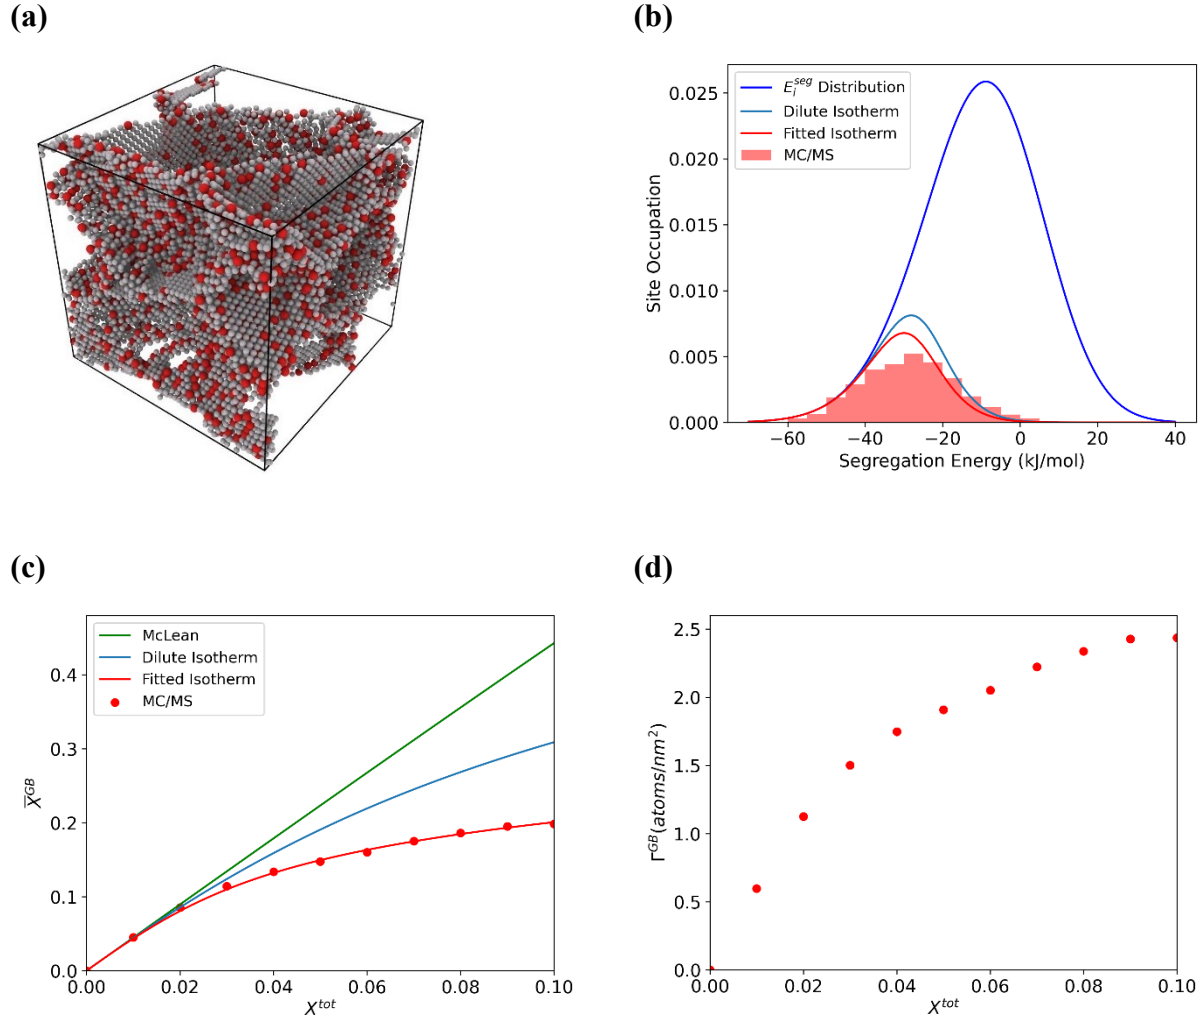 (a)
(b)
0.025
0.020
0.015
0.010
0.005
0.000
Site Occupation
E_i^{seg} Distribution
Dilute Isotherm
Fitted Isotherm
MC/MS
−60 −40 −20 0 20 40
Segregation Energy (kJ/mol)
(c)
0.4
0.3
0.2
0.1
0.0
X̅^{GB}
McLean
Dilute Isotherm
Fitted Isotherm
MC/MS
0.00 0.02 0.04 0.06 0.08 0.10
X^{tot}
(d)
2.5
2.0
1.5
1.0
0.5
0.0
Γ^{GB}(atoms/nm^2)
0.00 0.02 0.04 0.06 0.08 0.10
X^{tot}